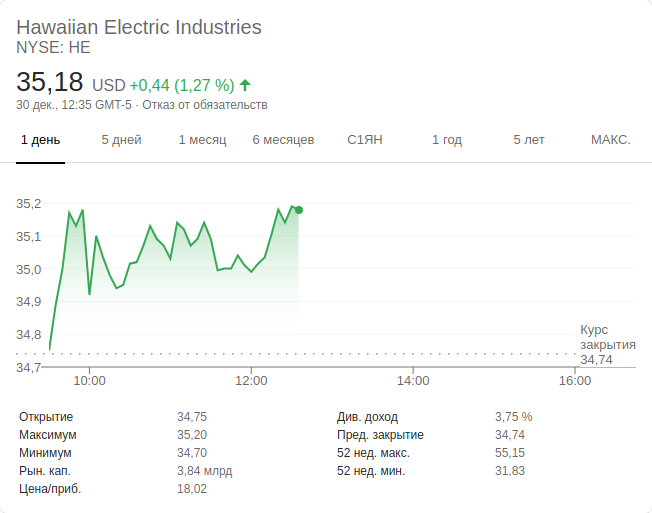 Hawaiian Electric Industries
NYSE: HE
35,18 USD +0,44 (1,27 %)
30 дек., 12:35 GMT-5 · Отказ от обязательств
1 день 5 дней 1 месяц 6 месяцев С1ЯН 1 год 5 лет МАКС.
35,2
35,1
35,0
34,9
34,8
34,7
Курс
закрытия
34,74
10:00 12:00 14:00 16:00
Открытие 34,75 Див. доход 3,75 %
Максимум 35,20 Пред. закрытие 34,74
Минимум 34,70 52 нед. макс. 55,15
Рын. кап. 3,84 млрд 52 нед. мин. 31,83
Цена/приб. 18,02